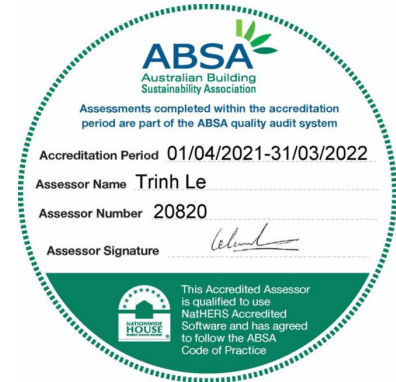 ABSA
Australian Building
Sustainability Association
Assessments completed within the accreditation
period are part of the ABSA quality audit system
Accreditation Period 01/04/2021-31/03/2022
Assessor Name Trinh Le
Assessor Number 20820
Assessor Signature
This Accredited Assessor
is qualified to use
NatHERS Accredited
Software and has agreed
to follow the ABSA
Code of Practice
NATIONWIDE
HOUSE